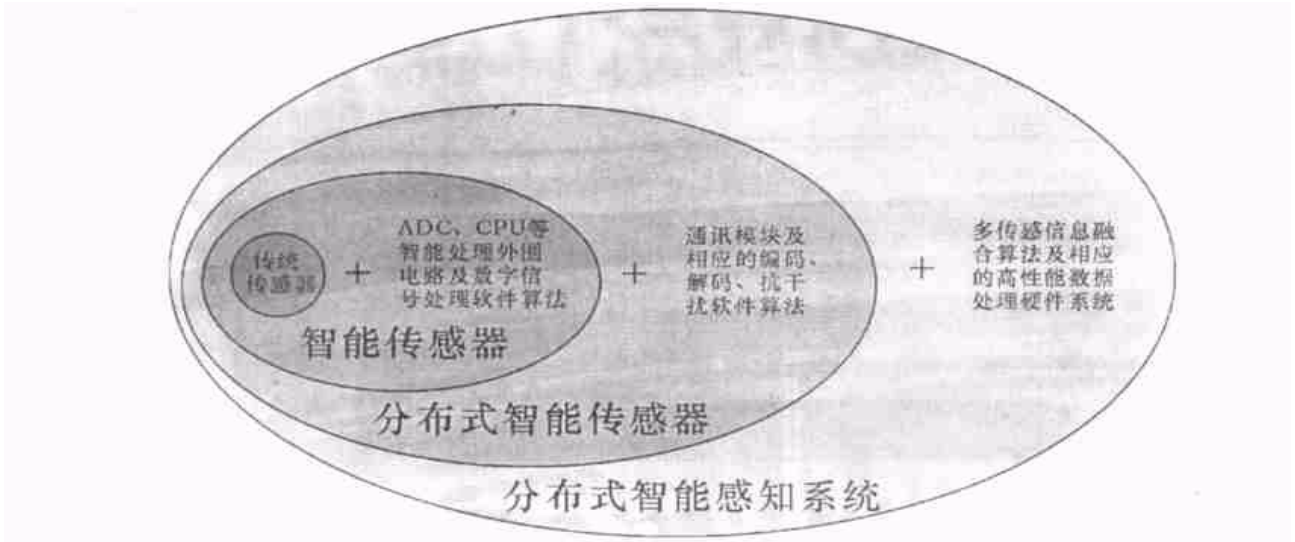 传统
传感器
+
ADC、CPU等
智能处理外围
电路及数字信
号处理软件算法
智能传感器
+
通讯模块及
相应的编码、
解码、抗干
扰软件算法
分布式智能传感器
+
多传感信息融
合算法及相应
的高性能数据
处理硬件系统
分布式智能感知系统